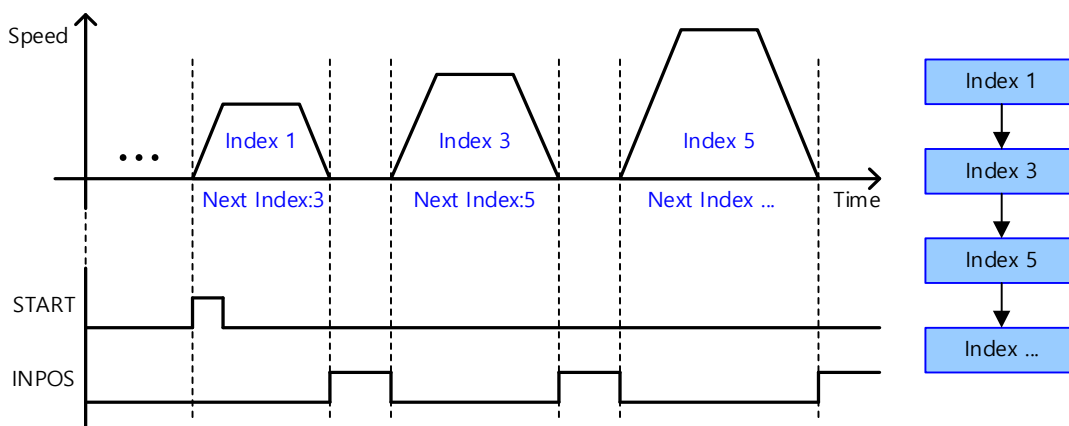 Speed
Index 1
Index 3
Index 5
...
Next Index:3
Next Index:5
Next Index ...
Time
START
INPOS
Index 1
Index 3
Index 5
Index ...